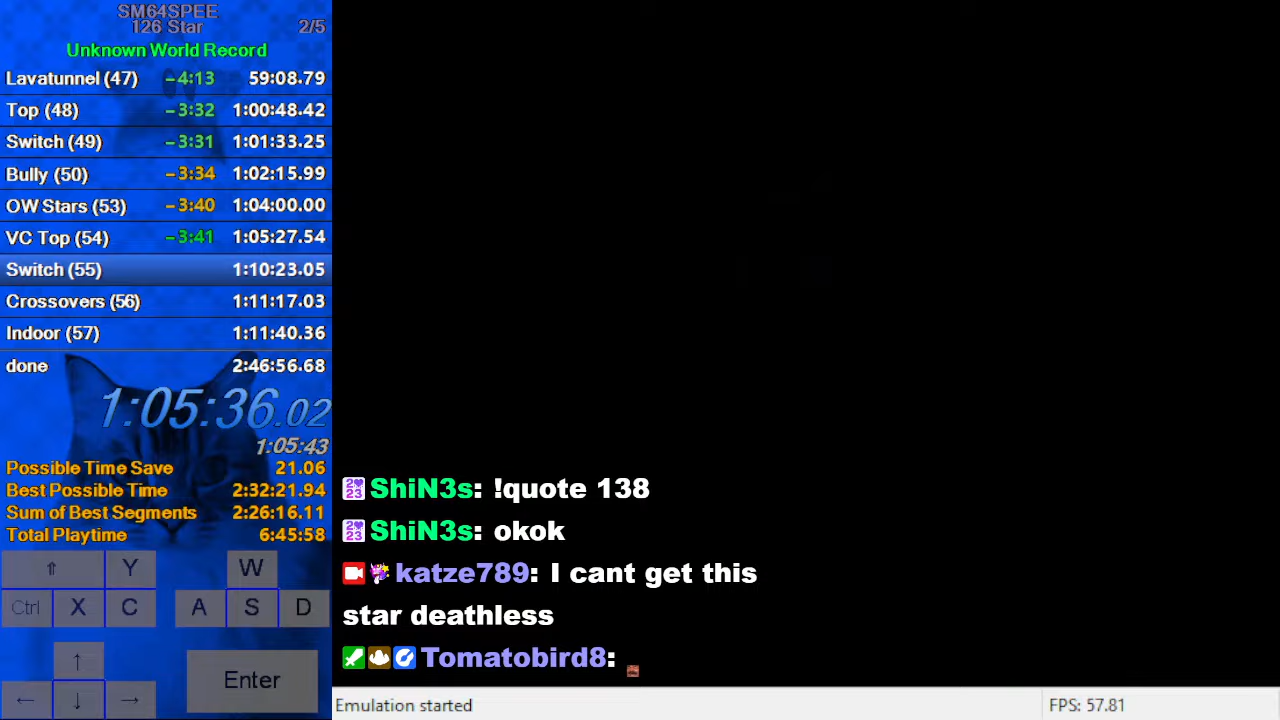 SM64SPEE
126 Star 2/5
Unknown World Record
Lavatunnel (47) -4:13 59:08.79
Top (48) -3:32 1:00:48.42
Switch (49) -3:31 1:01:33.25
Bully (50) -3:34 1:02:15.99
OW Stars (53) -3:40 1:04:00.00
VC Top (54) -3:41 1:05:27.54
Switch (55) 1:10:23.05
Crossovers (56) 1:11:17.03
Indoor (57) 1:11:40.36
done 2:46:56.68
1:05:36.02
1:05:43
Possible Time Save 21.06
Best Possible Time 2:32:21.94
Sum of Best Segments 2:26:16.11
Total Playtime 6:45:58
⇑ Y W
Ctrl X C A S D
↑
← ↓ → Enter
ShiN3s: !quote 138
ShiN3s: okok
katze789: I cant get this
star deathless
Tomatobird8:
Emulation started FPS: 57.81